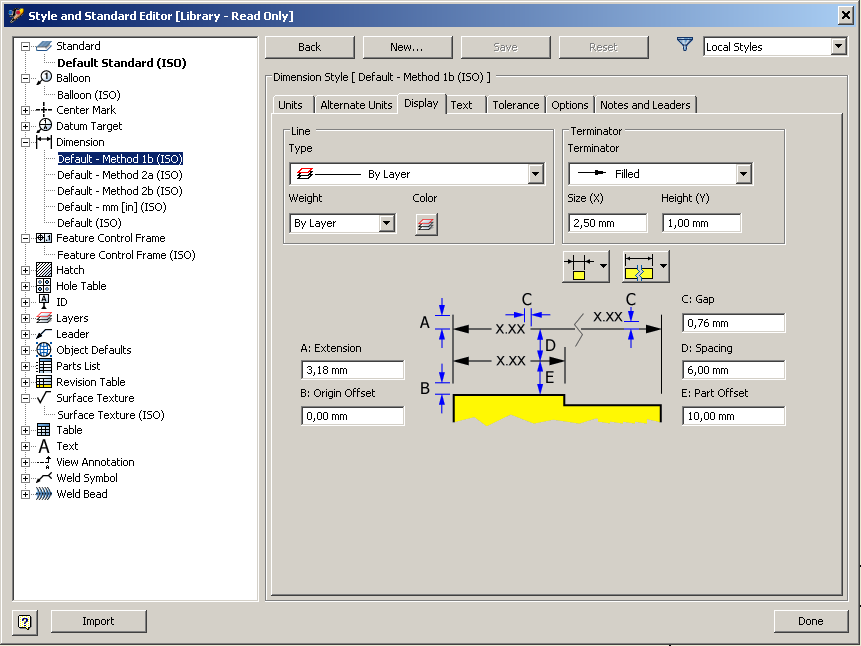 Style and Standard Editor [Library - Read Only]
Standard
Default Standard (ISO)
Balloon
Balloon (ISO)
Center Mark
Datum Target
Dimension
Default - Method 1b (ISO)
Default - Method 2a (ISO)
Default - Method 2b (ISO)
Default - mm [in] (ISO)
Default (ISO)
Feature Control Frame
Feature Control Frame (ISO)
Hatch
Hole Table
ID
Layers
Leader
Object Defaults
Parts List
Revision Table
Surface Texture
Surface Texture (ISO)
Table
Text
View Annotation
Weld Symbol
Weld Bead
Import
Back
New...
Save
Reset
Local Styles
Dimension Style [ Default - Method 1b (ISO) ]
Units
Alternate Units
Display
Text
Tolerance
Options
Notes and Leaders
Line
Type
By Layer
Weight
Color
By Layer
Terminator
Terminator
Filled
Size (X)
Height (Y)
2,50 mm
1,00 mm
A: Extension
3,18 mm
B: Origin Offset
0,00 mm
A
B
C
C
D
E
X.XX
X.XX
X.XX
C: Gap
0,76 mm
D: Spacing
6,00 mm
E: Part Offset
10,00 mm
Done